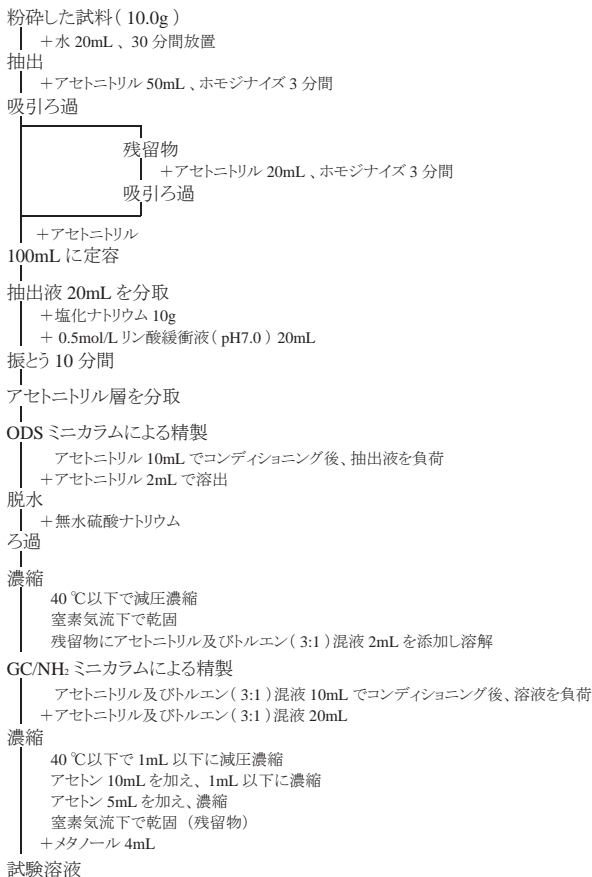 粉砕した試料( 10.0g )
+水 20mL 、30 分間放置
抽出
+アセトニトリル 50mL 、ホモジナイズ 3 分間
吸引ろ過
残留物
+アセトニトリル 20mL 、ホモジナイズ 3 分間
吸引ろ過
+アセトニトリル
100mL に定容
抽出液 20mL を分取
+塩化ナトリウム 10g
+ 0.5mol/L リン酸緩衝液( pH7.0 ) 20mL
振とう 10 分間
アセトニトリル層を分取
ODS ミニカラムによる精製
アセトニトリル 10mL でコンディショニング後、抽出液を負荷
+アセトニトリル 2mL で溶出
脱水
+無水硫酸ナトリウム
ろ過
濃縮
40 ℃以下で減圧濃縮
窒素気流下で乾固
残留物にアセトニトリル及びトルエン( 3:1 )混液 2mL を添加し溶解
GC/NH₂ ミニカラムによる精製
アセトニトリル及びトルエン( 3:1 )混液 10mL でコンディショニング後、溶液を負荷
+アセトニトリル及びトルエン( 3:1 )混液 20mL
濃縮
40 ℃以下で 1mL 以下に減圧濃縮
アセトン 10mL を加え、1mL 以下に濃縮
アセトン 5mL を加え、濃縮
窒素気流下で乾固 (残留物)
+メタノール 4mL
試験溶液